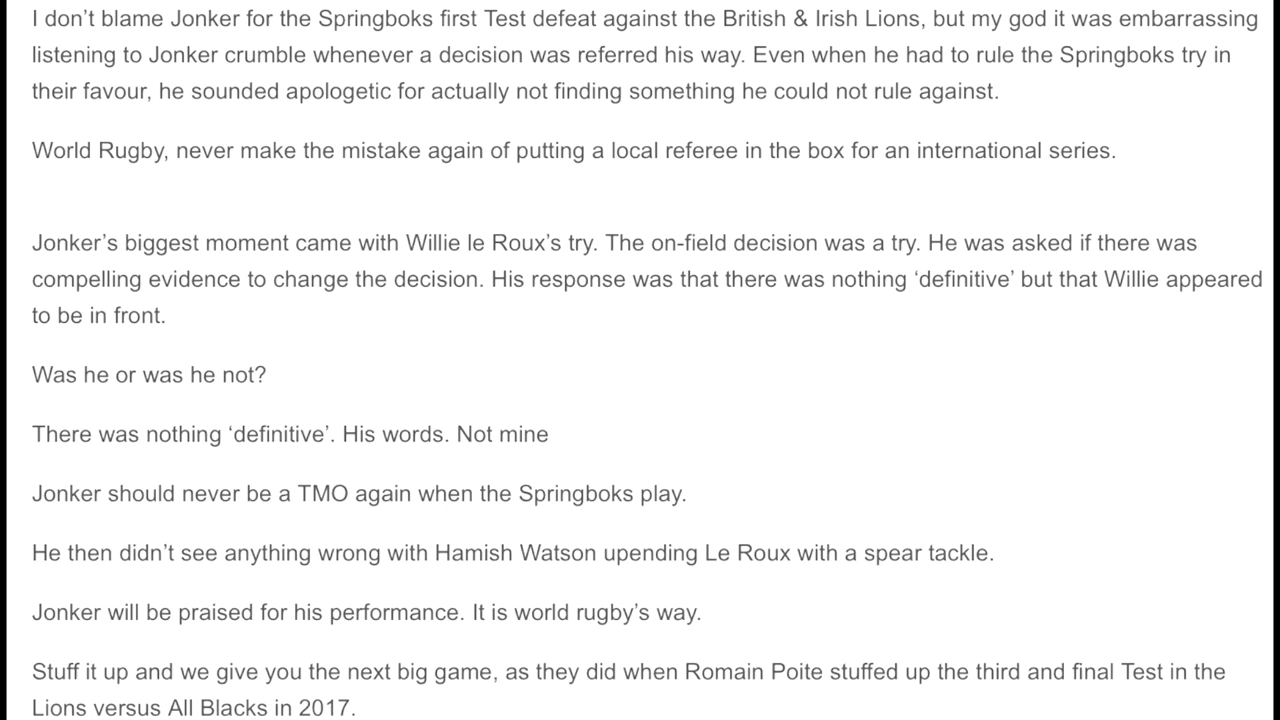 I don’t blame Jonker for the Springboks first Test defeat against the British & Irish Lions, but my god it was embarrassing
listening to Jonker crumble whenever a decision was referred his way. Even when he had to rule the Springboks try in
their favour, he sounded apologetic for actually not finding something he could not rule against.
World Rugby, never make the mistake again of putting a local referee in the box for an international series.
Jonker’s biggest moment came with Willie le Roux’s try. The on-field decision was a try. He was asked if there was
compelling evidence to change the decision. His response was that there was nothing ‘definitive’ but that Willie appeared
to be in front.
Was he or was he not?
There was nothing ‘definitive’. His words. Not mine
Jonker should never be a TMO again when the Springboks play.
He then didn’t see anything wrong with Hamish Watson upending Le Roux with a spear tackle.
Jonker will be praised for his performance. It is world rugby’s way.
Stuff it up and we give you the next big game, as they did when Romain Poite stuffed up the third and final Test in the
Lions versus All Blacks in 2017.